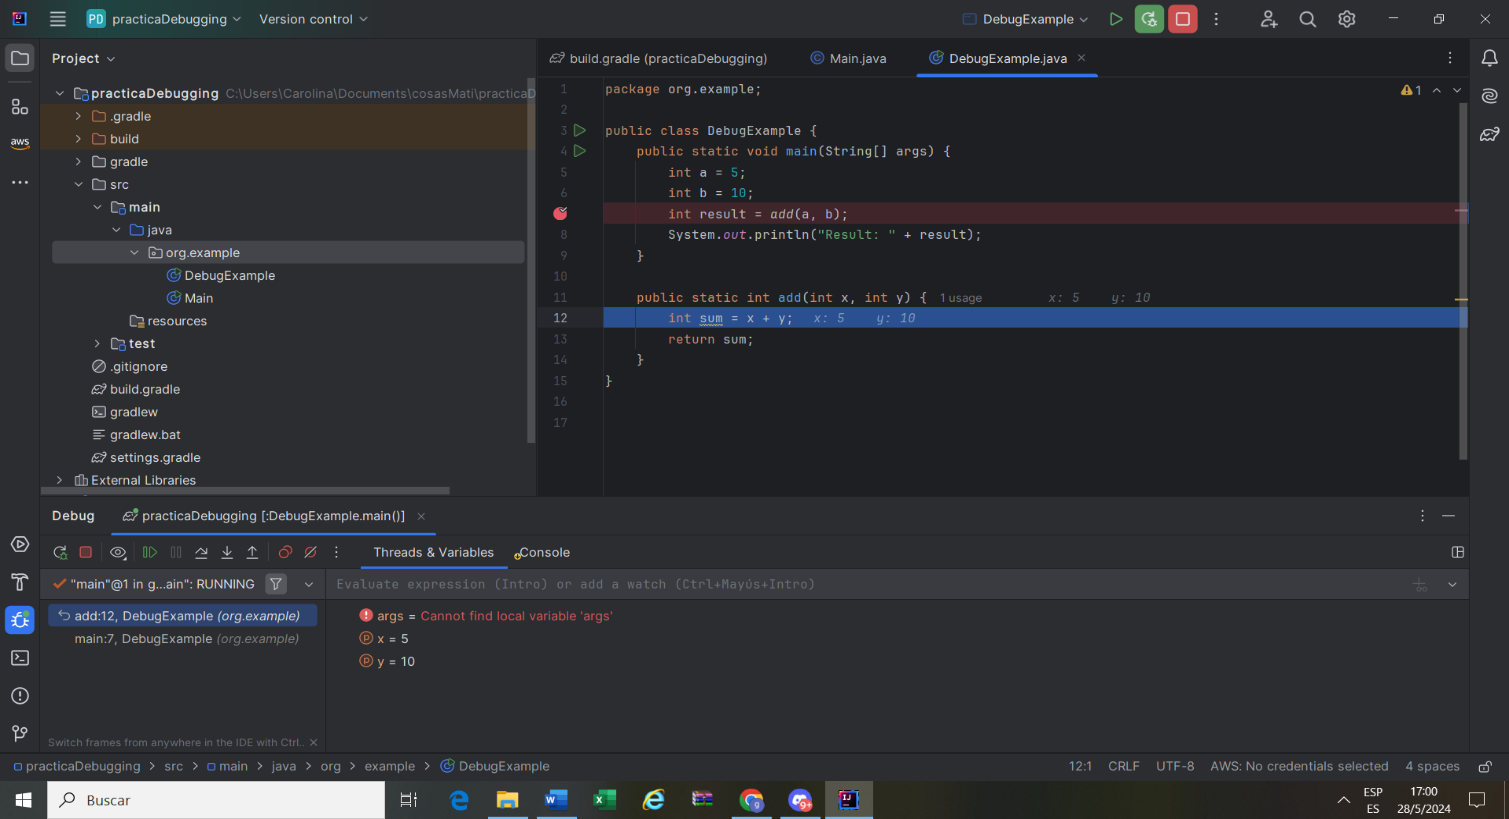 PD practicaDebugging Version control DebugExample
Project
build.gradle (practicaDebugging) Main.java DebugExample.java
practicaDebugging C:\Users\Carolina\Documents\cosasMati\practicaD
.gradle
build
gradle
src
main
java
org.example
DebugExample
Main
resources
test
.gitignore
build.gradle
gradlew
gradlew.bat
settings.gradle
External Libraries
aws
1 package org.example;
1
2
3 public class DebugExample {
4 public static void main(String[] args) {
5 int a = 5;
6 int b = 10;
int result = add(a, b);
8 System.out.println("Result: " + result);
9 }
10
11 public static int add(int x, int y) { 1 usage x: 5 y: 10
12 int sum = x + y; x: 5 y: 10
13 return sum;
14 }
15 }
16
17
Debug practicaDebugging [:DebugExample.main()]
Threads & Variables Console
"main"@1 in g...ain": RUNNING
Evaluate expression (Intro) or add a watch (Ctrl+Mayús+Intro)
add:12, DebugExample (org.example)
main:7, DebugExample (org.example)
args = Cannot find local variable 'args'
p x = 5
p y = 10
Switch frames from anywhere in the IDE with Ctrl..
practicaDebugging > src > main > java > org > example > DebugExample
12:1 CRLF UTF-8 AWS: No credentials selected 4 spaces
Buscar
9
9+
ESP
ES
17:00
28/5/2024